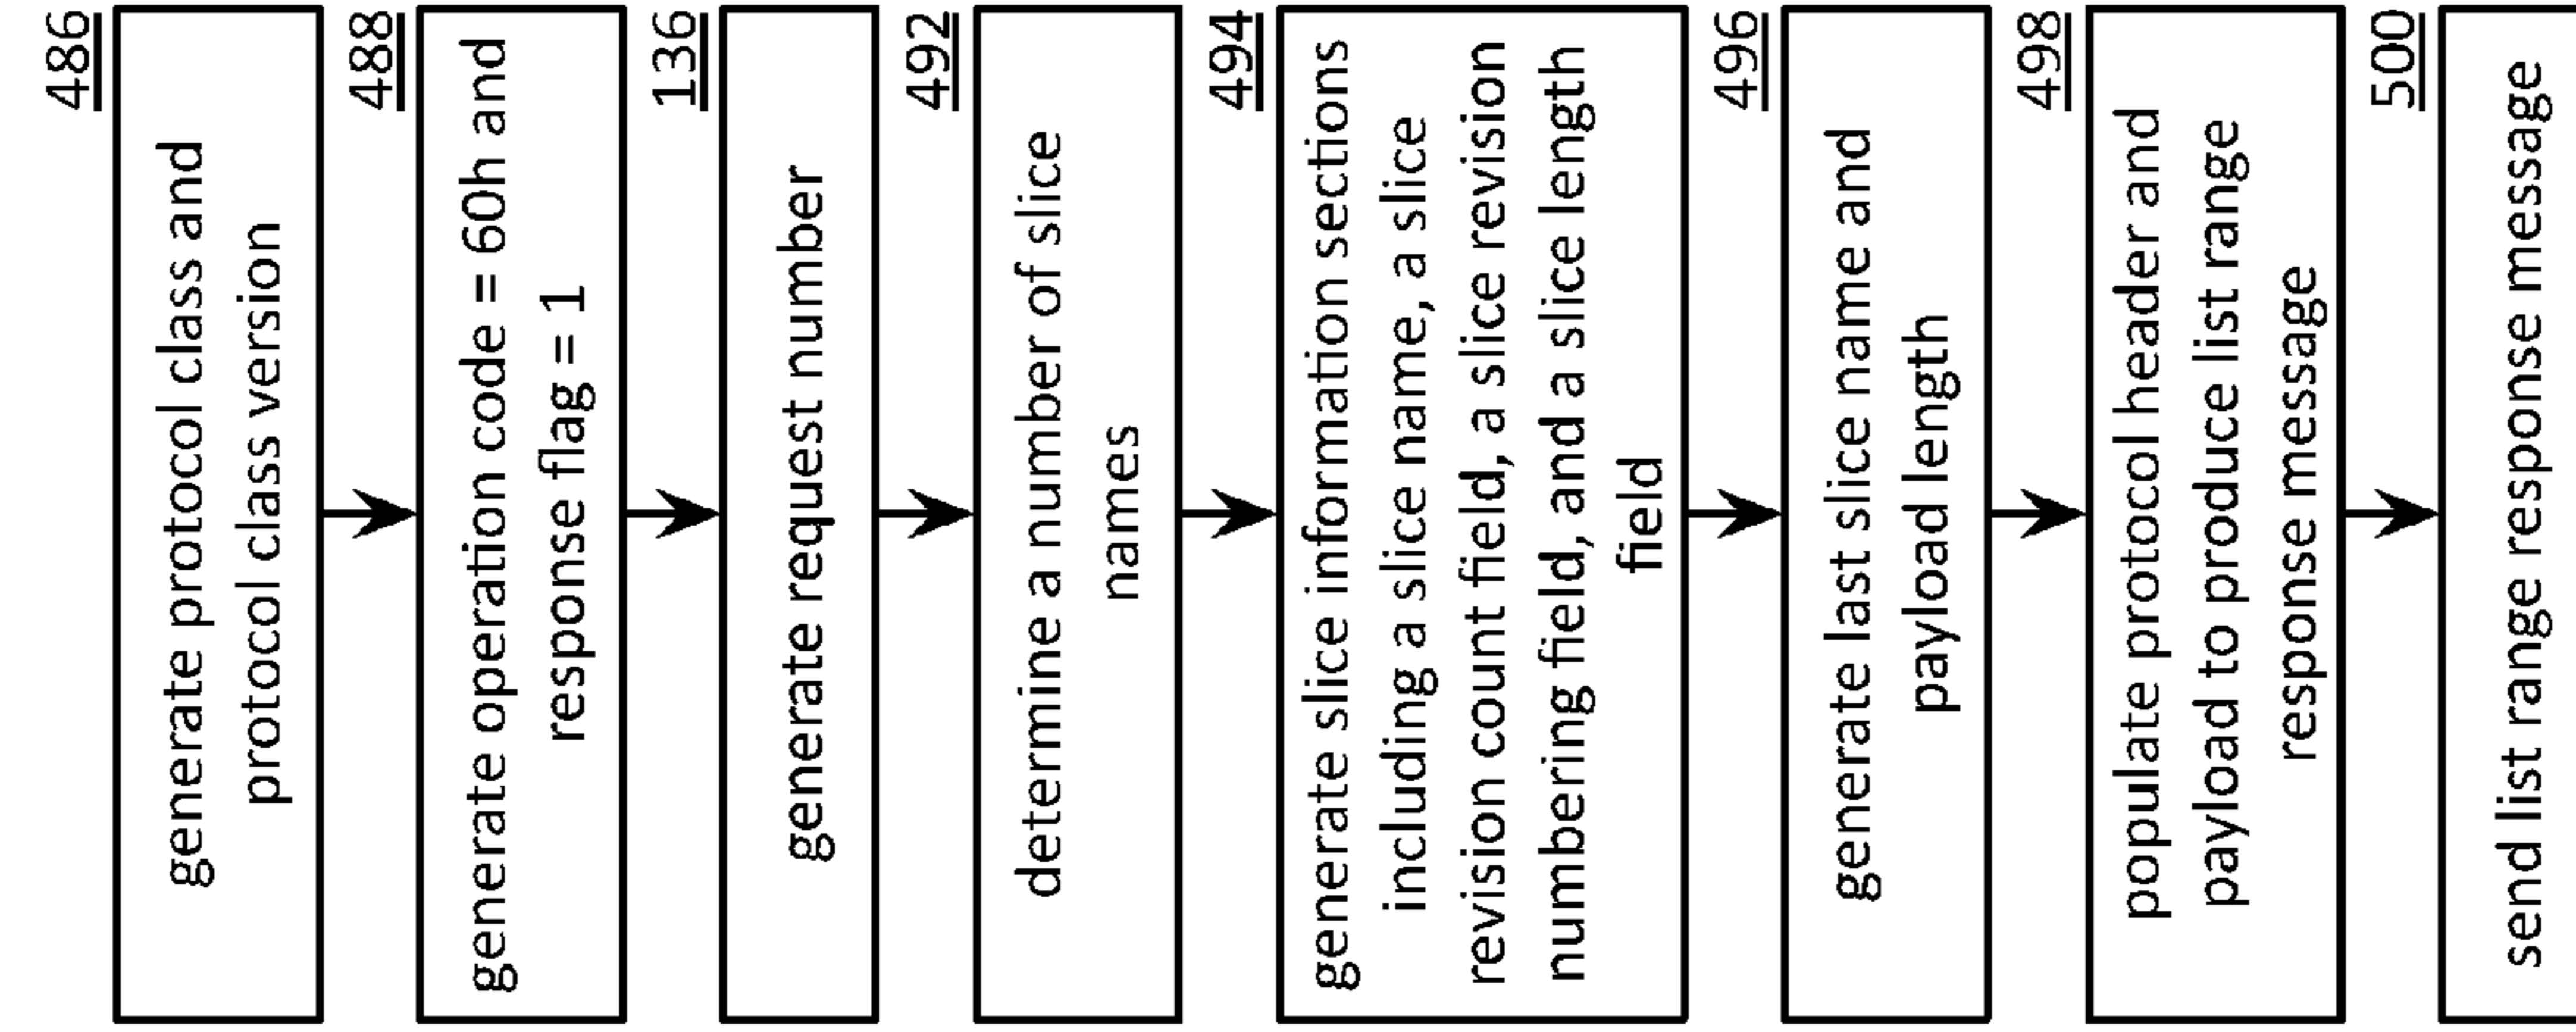 486
generate protocol class and
protocol class version
488
generate operation code = 60h and
response flag = 1
136
generate request number
492
determine a number of slice
names
494
generate slice information sections
including a slice name, a slice
revision count field, a slice revision
numbering field, and a slice length
field
496
generate last slice name and
payload length
498
populate protocol header and
payload to produce list range
response message
500
send list range response message